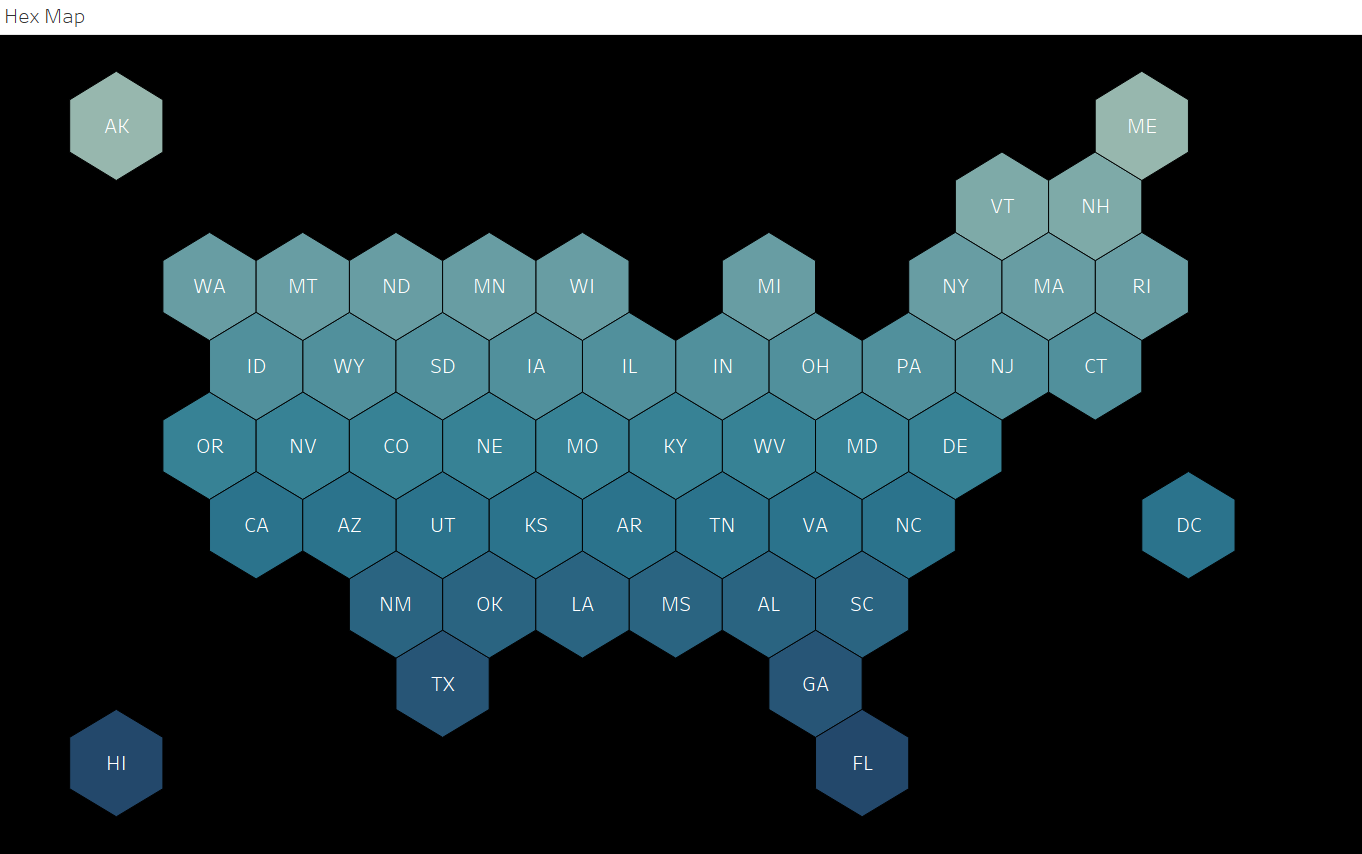 Hex Map
AK ME
VT NH
WA MT ND MN WI MI NY MA RI
ID WY SD IA IL IN OH PA NJ CT
OR NV CO NE MO KY WV MD DE
CA AZ UT KS AR TN VA NC DC
NM OK LA MS AL SC
TX GA
HI FL